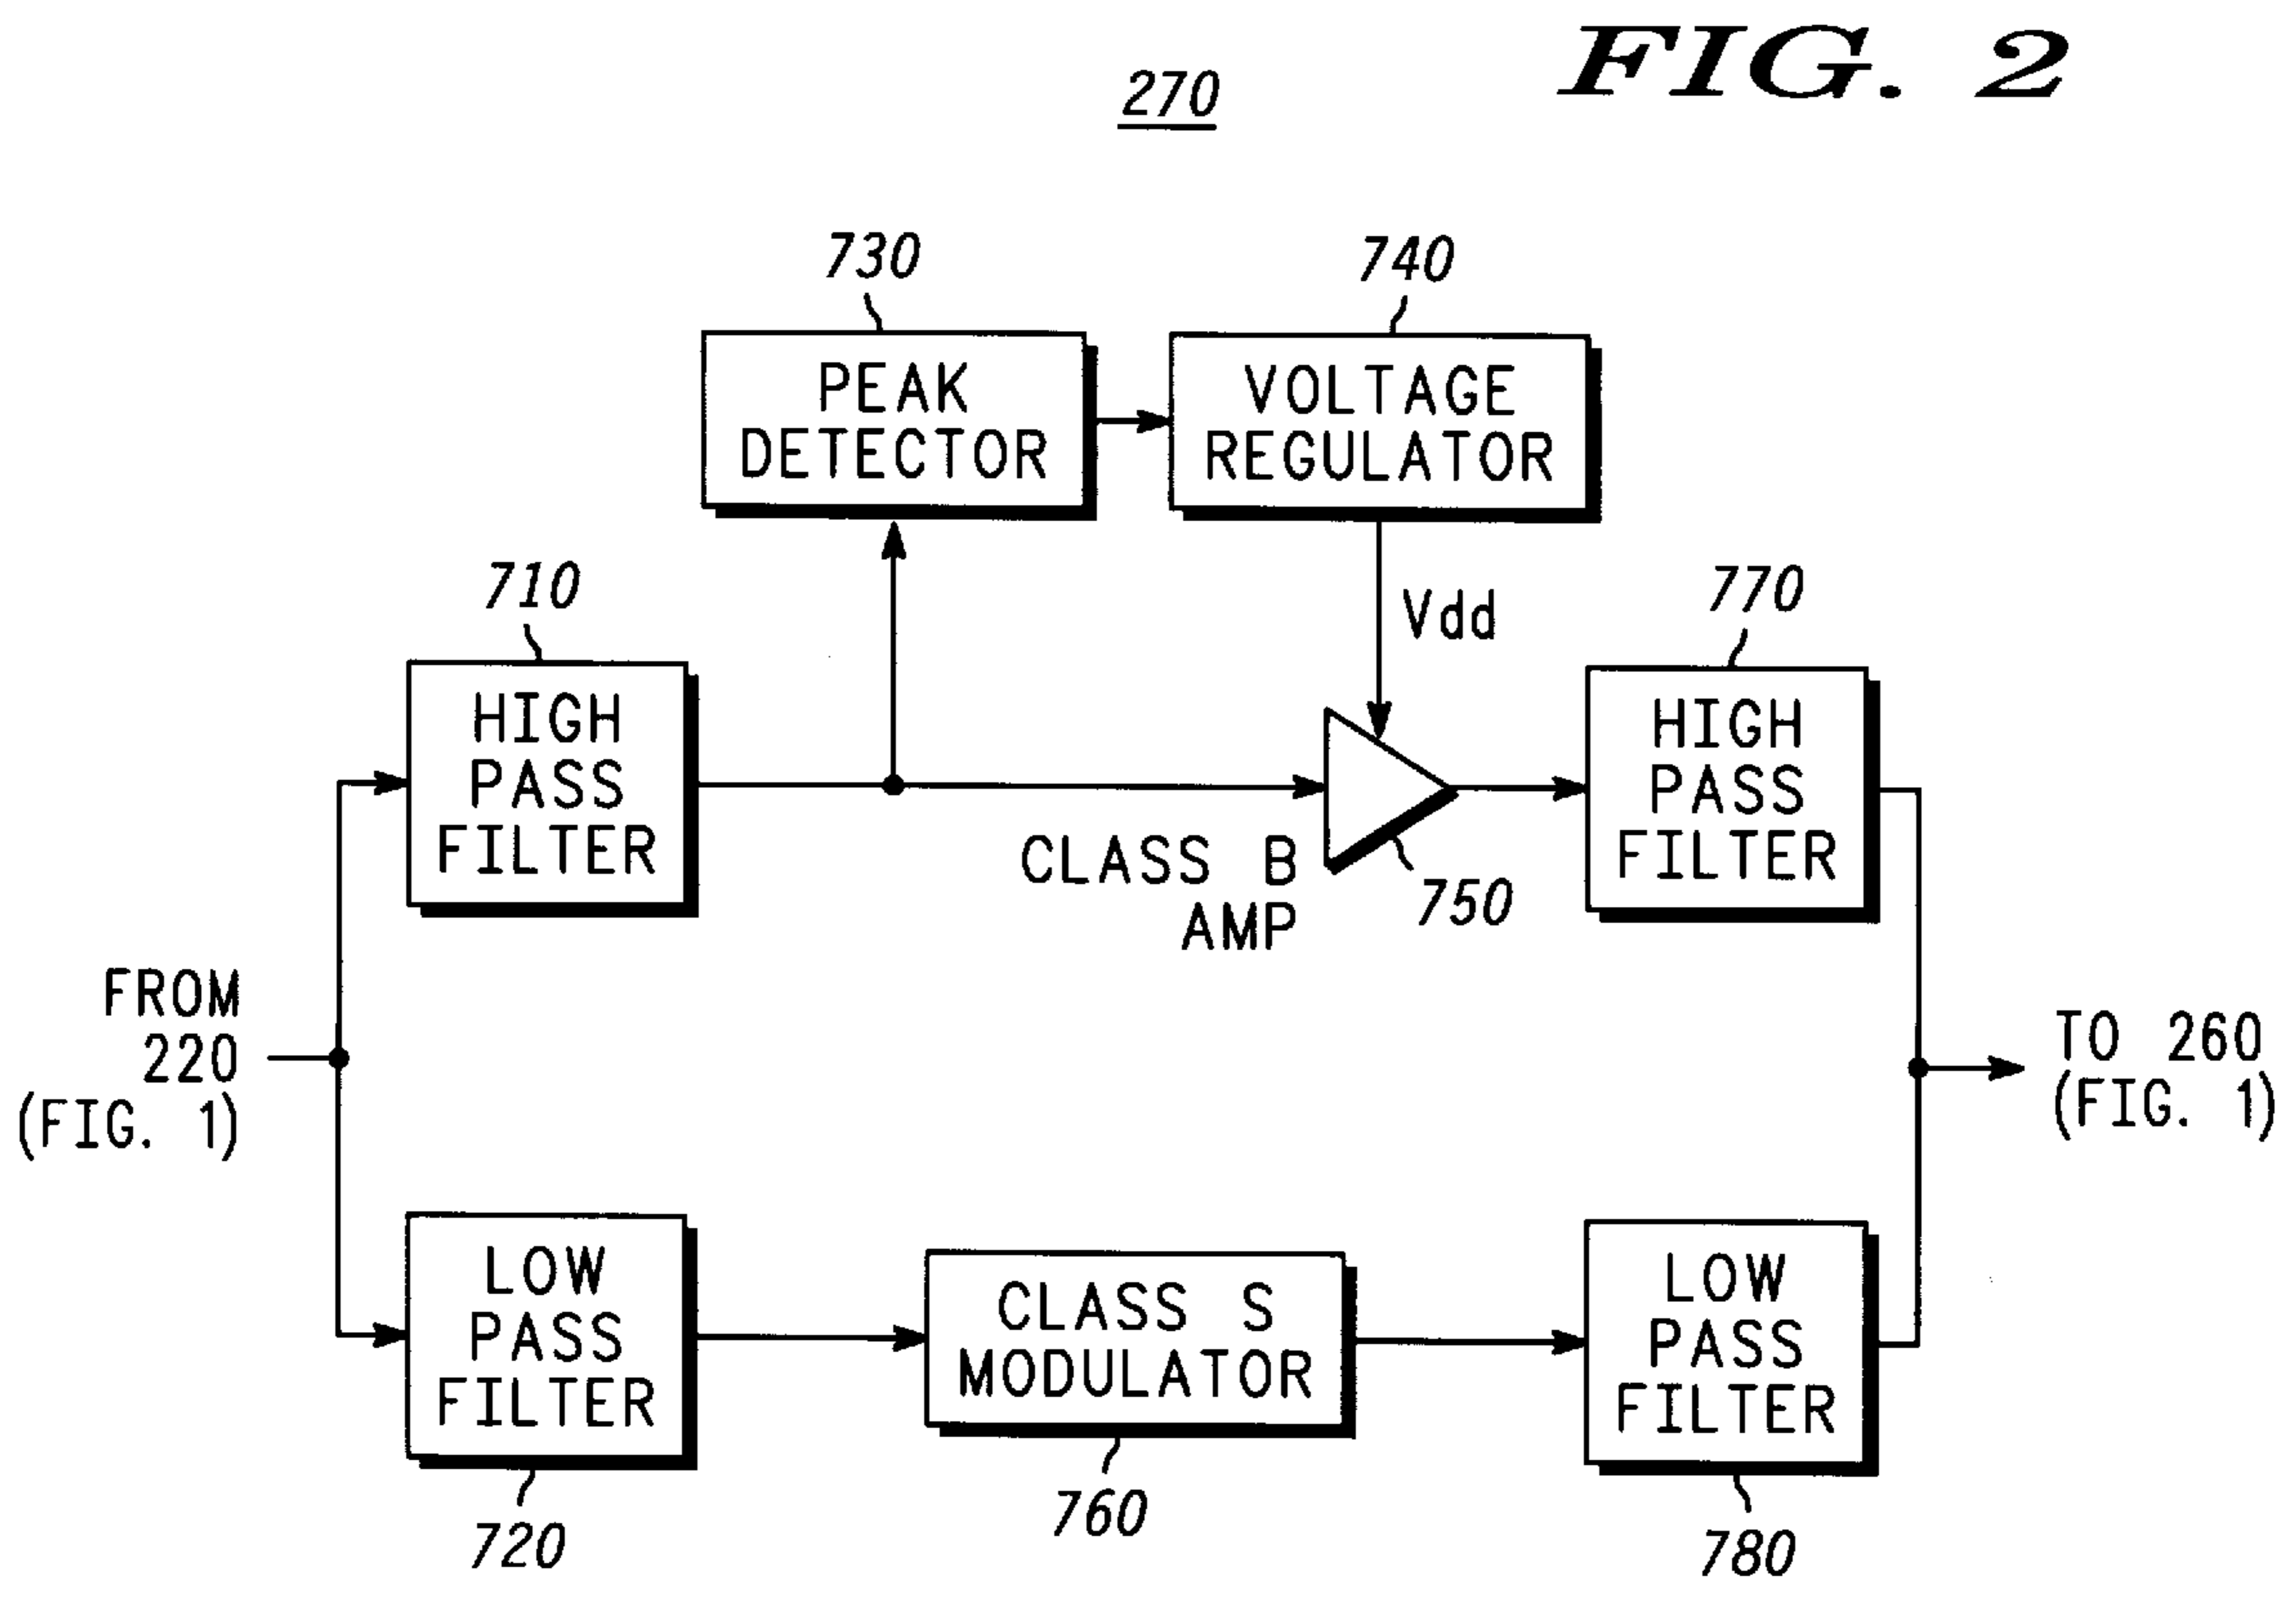 FIG. 2
270
730
740
PEAK
DETECTOR
VOLTAGE
REGULATOR
710
Vdd
770
HIGH
PASS
FILTER
HIGH
PASS
FILTER
CLASS B
AMP
750
FROM
220
(FIG. 1)
TO 260
(FIG. 1)
LOW
PASS
FILTER
CLASS S
MODULATOR
LOW
PASS
FILTER
720
760
780